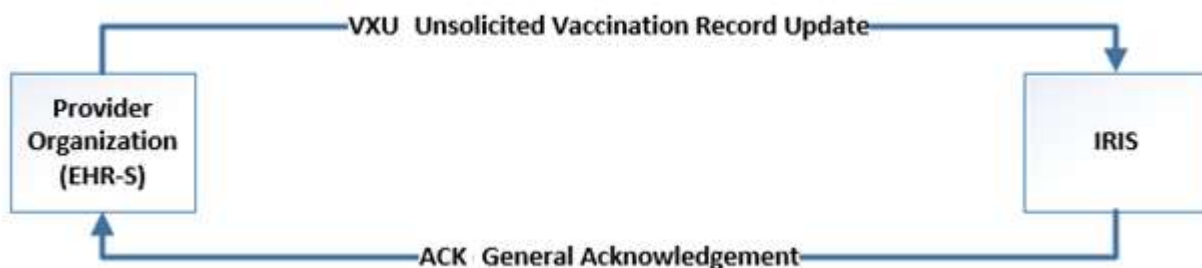 VXU Unsolicited Vaccination Record Update
Provider
Organization
(EHR-S)
IRIS
ACK General Acknowledgement